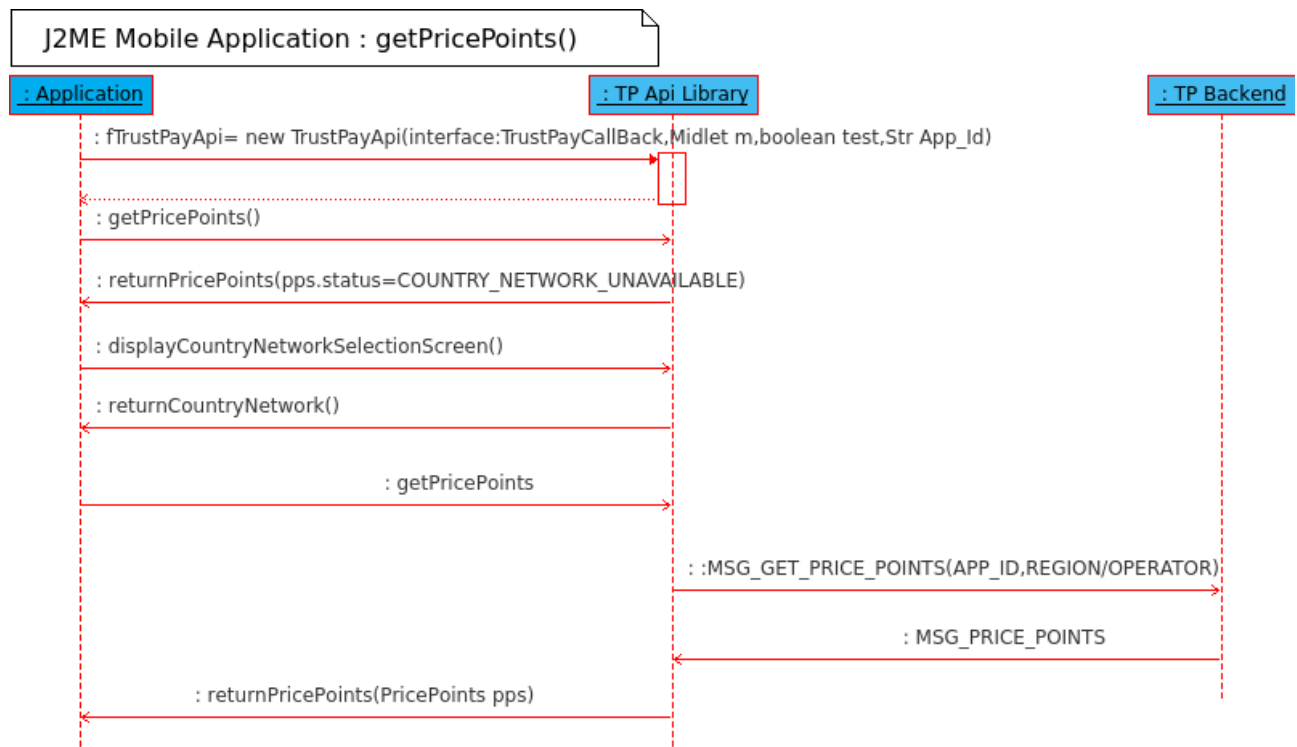 J2ME Mobile Application : getPricePoints()
: Application
: TP Api Library
: TP Backend
: fTrustPayApi= new TrustPayApi(interface:TrustPayCallBack,Midlet m,boolean test,Str App_Id)
: getPricePoints()
: returnPricePoints(pps.status=COUNTRY_NETWORK_UNAVAILABLE)
: displayCountryNetworkSelectionScreen()
: returnCountryNetwork()
: getPricePoints
: :MSG_GET_PRICE_POINTS(APP_ID,REGION/OPERATOR)
: MSG_PRICE_POINTS
: returnPricePoints(PricePoints pps)